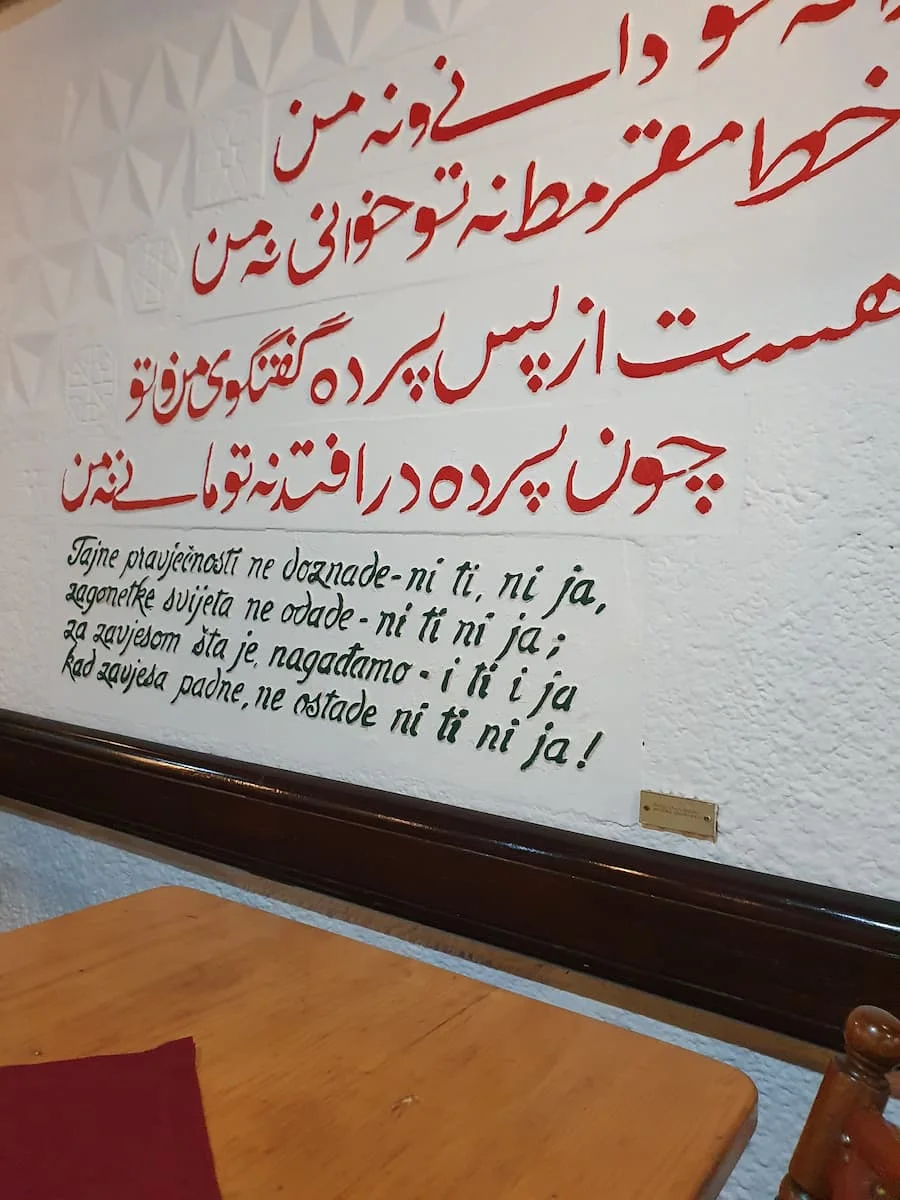 نه تو دانی و نه من
خط مقرمط نه تو خوانی نه من
هست از پس پرده گفتگوی من و تو
چون پرده درافتد نه تو مانی نه من
Tajne pravječnosti ne doznade - ni ti, ni ja,
zagonetke svijeta ne odade - ni ti ni ja;
za zavjesom šta je, nagađamo - i ti i ja
kad zavjesa padne, ne ostade ni ti ni ja!